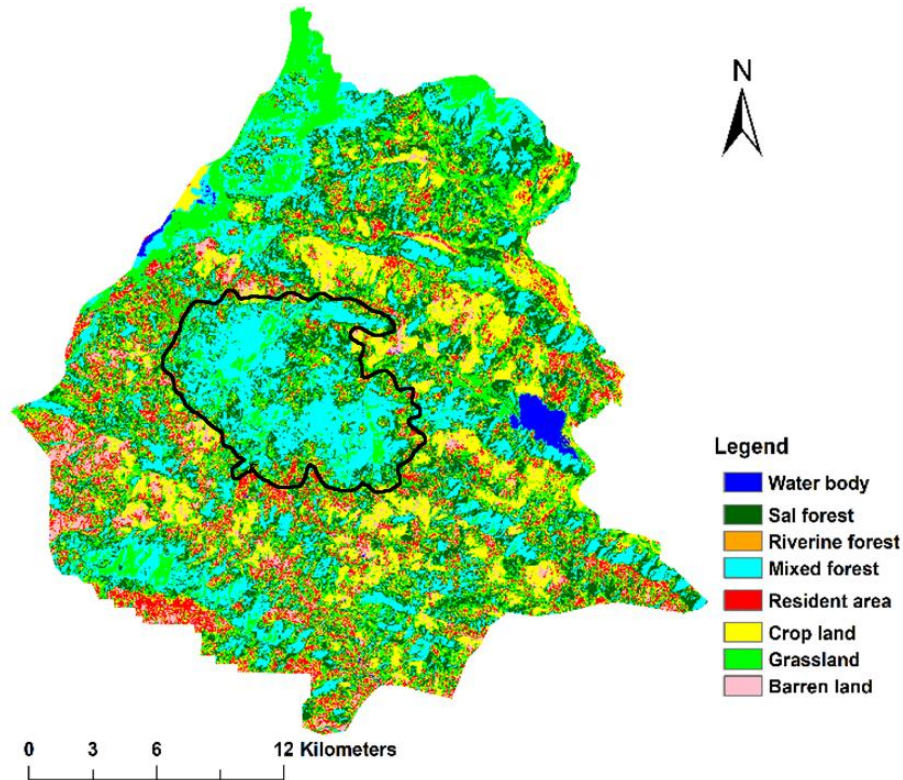 N
Legend
Water body
Sal forest
Riverine forest
Mixed forest
Resident area
Crop land
Grassland
Barren land
0 3 6 12 Kilometers